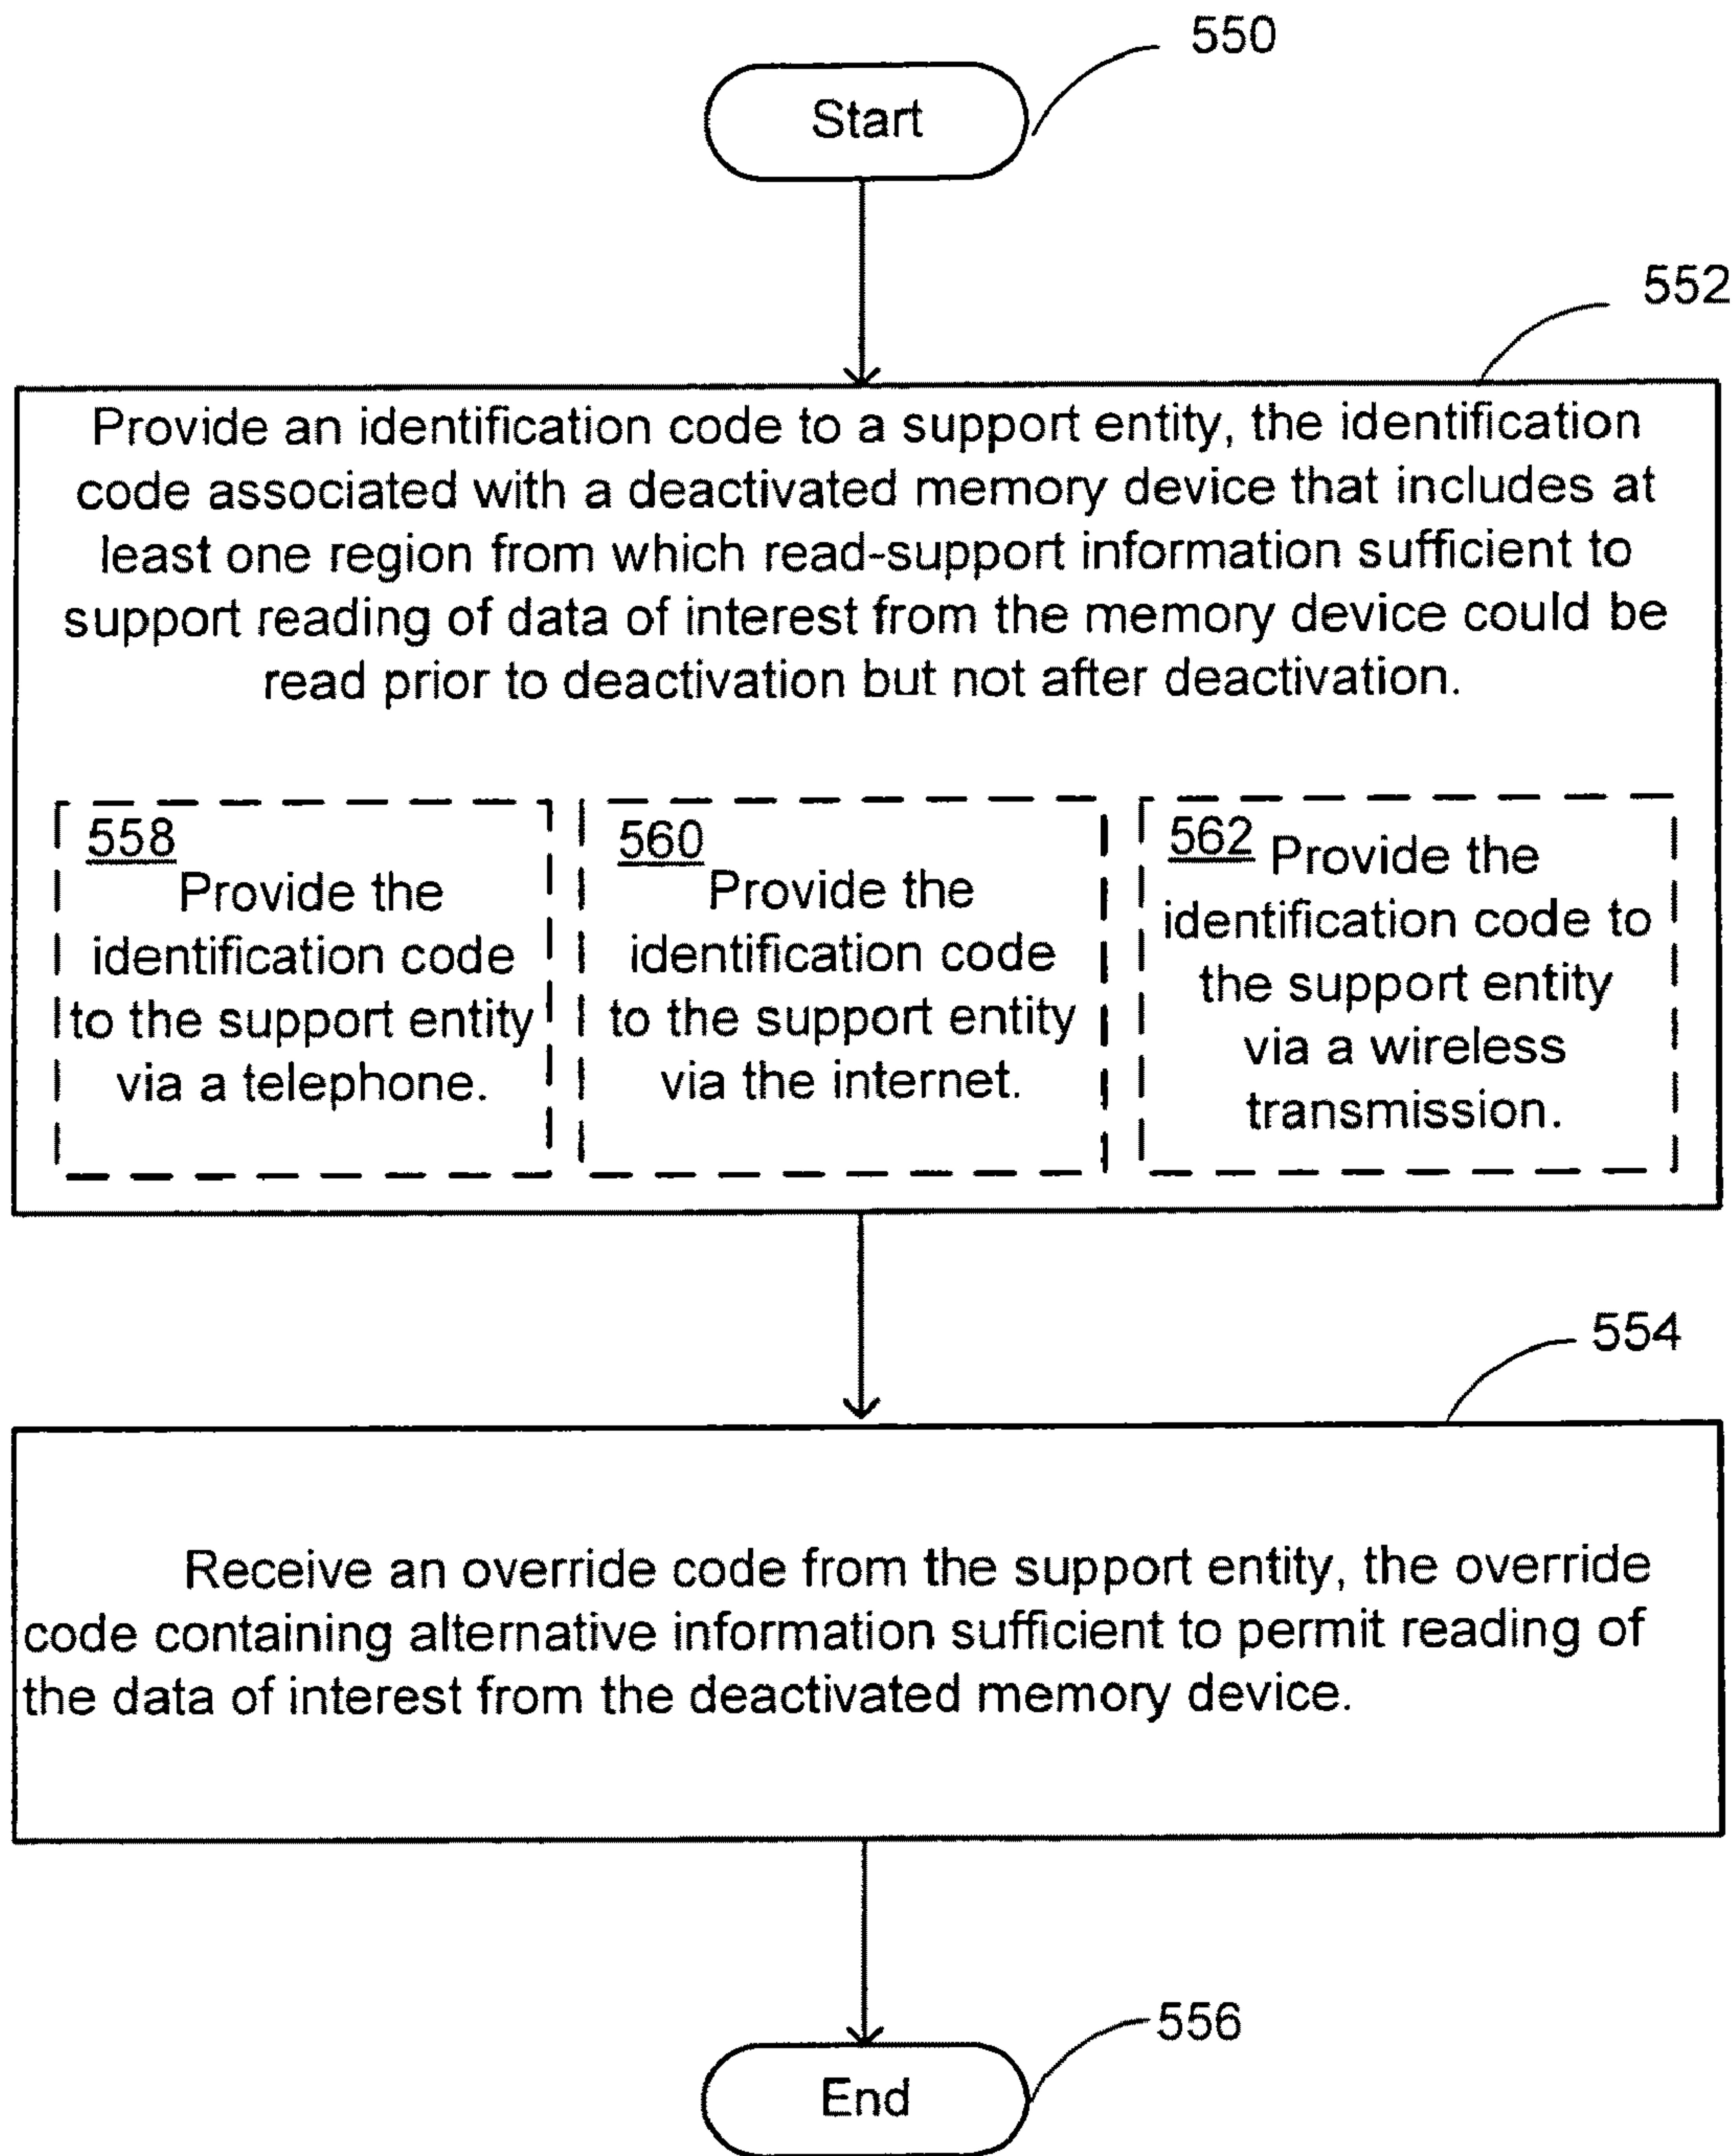 550
Start
552
Provide an identification code to a support entity, the identification
code associated with a deactivated memory device that includes at
least one region from which read-support information sufficient to
support reading of data of interest from the memory device could be
read prior to deactivation but not after deactivation.
558
Provide the
identification code
to the support entity
via a telephone.
560
Provide the
identification code
to the support entity
via the internet.
562 Provide the
identification code to
the support entity
via a wireless
transmission.
554
Receive an override code from the support entity, the override
code containing alternative information sufficient to permit reading of
the data of interest from the deactivated memory device.
556
End